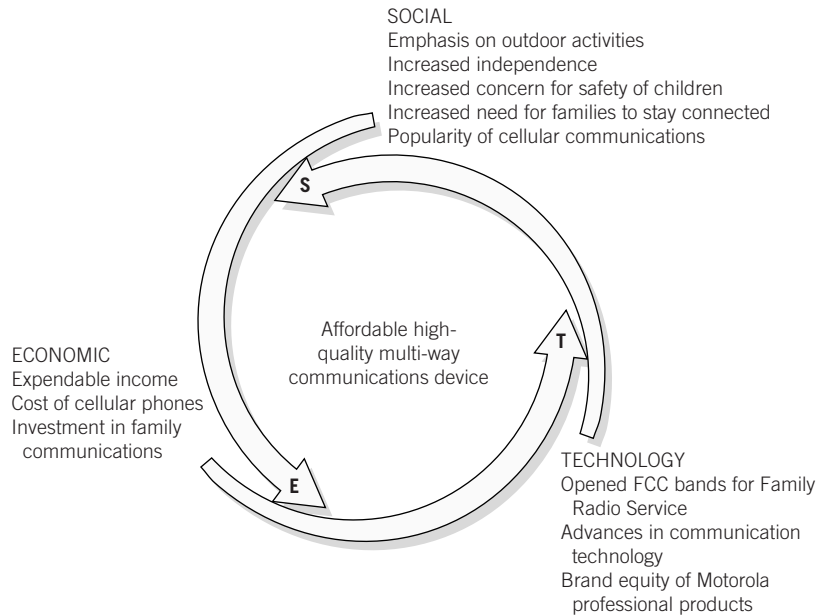 SOCIAL
Emphasis on outdoor activities
Increased independence
Increased concern for safety of children
Increased need for families to stay connected
Popularity of cellular communications
S
T
E
Affordable high-
quality multi-way
communications device
ECONOMIC
Expendable income
Cost of cellular phones
Investment in family
communications
TECHNOLOGY
Opened FCC bands for Family
Radio Service
Advances in communication
technology
Brand equity of Motorola
professional products